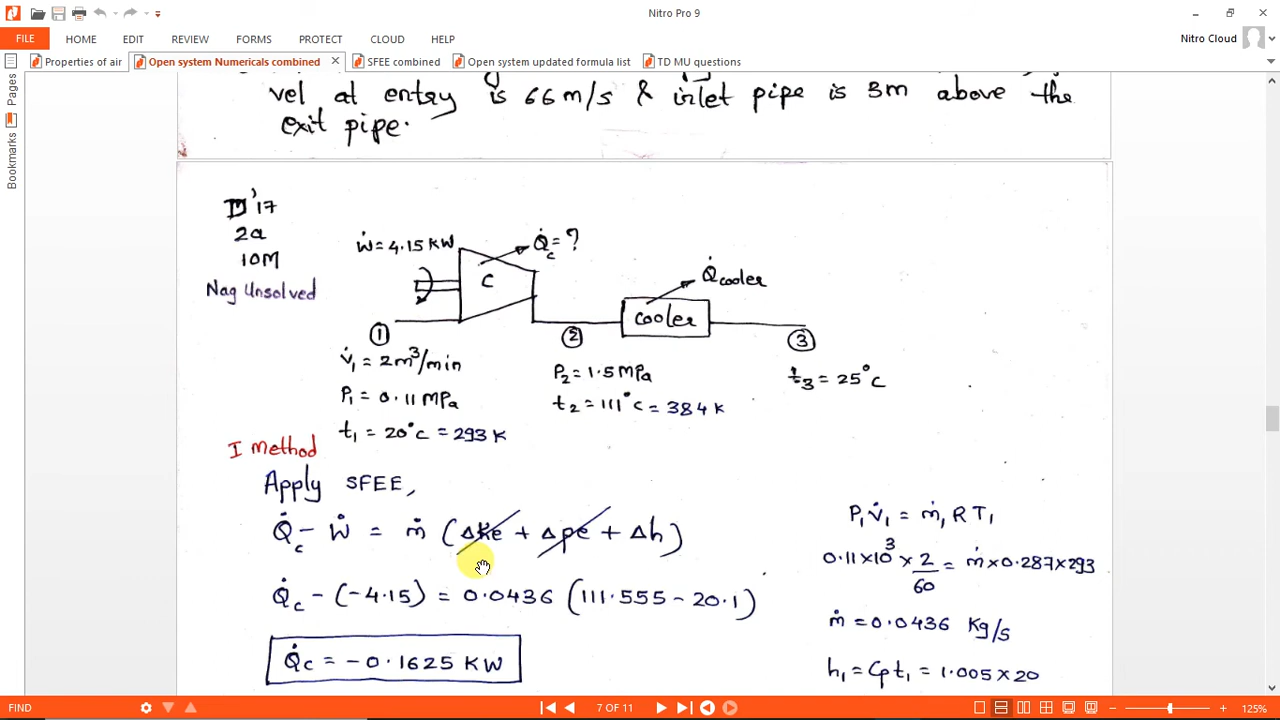 Nitro Pro 9
FILE HOME EDIT REVIEW FORMS PROTECT CLOUD HELP Nitro Cloud
Properties of air Open system Numericals combined SFEE combined Open system updated formula list TD MU questions
Pages
Bookmarks
vel at entry is 66 m/s & inlet pipe is 3m above the
exit pipe.
D'17
2a
10M
Nag Unsolved
Ẇ = 4.15 KW
Q̇c = ?
C
Q̇cooler
cooler
1
2
3
V̇₁ = 2m³/min
P₁ = 0.11 MPa
t₁ = 20°C = 293 K
P₂ = 1.5 MPa
t₂ = 111°C = 384 K
t₃ = 25°C
I method
Apply SFEE,
Q̇c - Ẇ = ṁ (Δke + Δpe + Δh)
Q̇c - (-4.15) = 0.0436 (111.555 - 20.1)
Q̇c = -0.1625 KW
P₁V̇₁ = ṁ₁RT₁
0.11×10³ × 2/60 = ṁ×0.287×293
ṁ = 0.0436 Kg/s
h₁ = Cpt₁ = 1.005 × 20
FIND 7 OF 11 125%